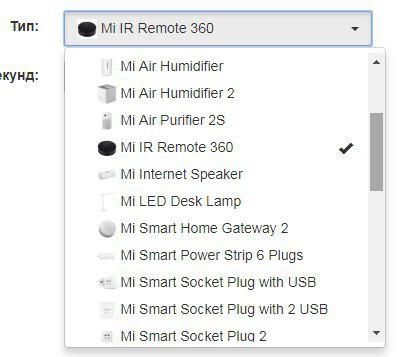 Тип: Mi IR Remote 360
Mi Air Humidifier
екунд:
Mi Air Humidifier 2
Mi Air Purifier 2S
Mi IR Remote 360
Mi Internet Speaker
Mi LED Desk Lamp
Mi Smart Home Gateway 2
Mi Smart Power Strip 6 Plugs
Mi Smart Socket Plug with USB
Mi Smart Socket Plug with 2 USB
Mi Smart Socket Plug 2